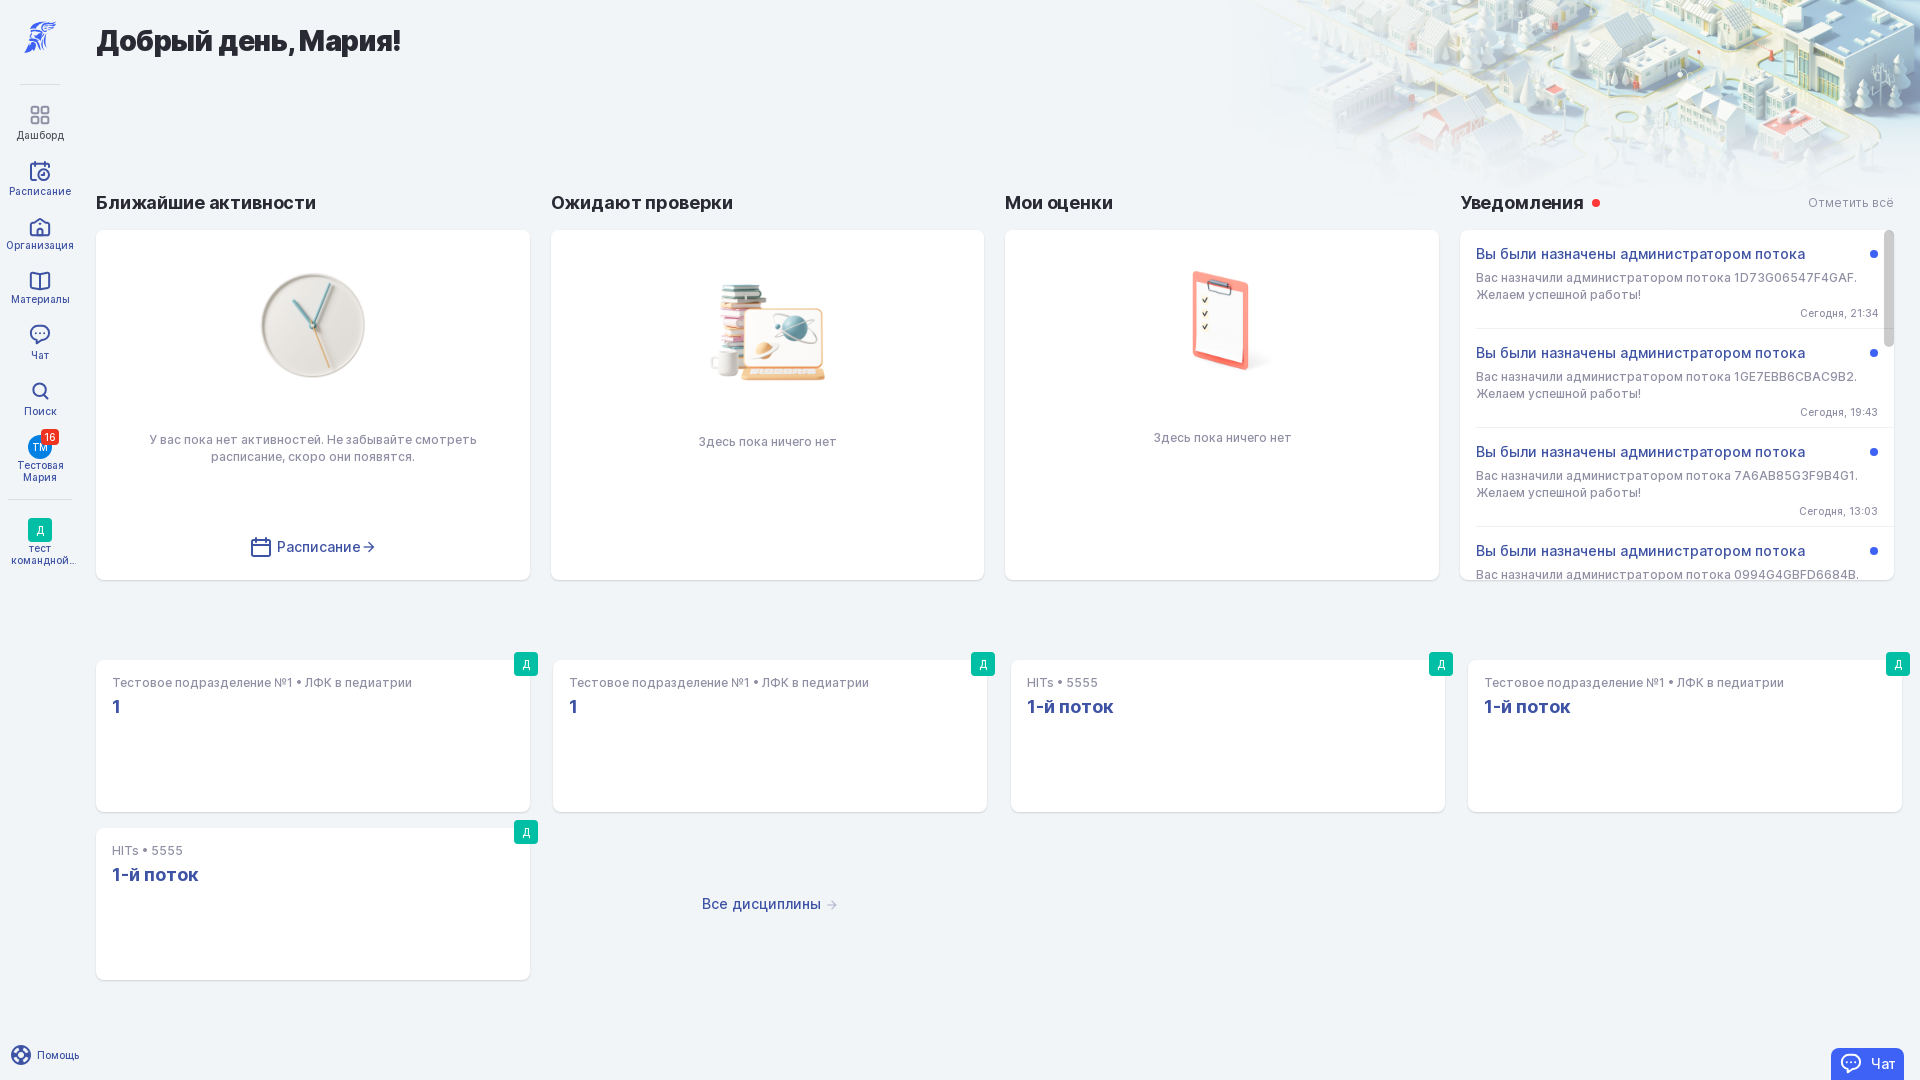 Добрый день, Мария!
Дашборд
Расписание
Организация
Материалы
Чат
Поиск
16
ТМ
Тестовая
Мария
Д
тест
командной...
Помощь
Ближайшие активности
У вас пока нет активностей. Не забывайте смотреть
расписание, скоро они появятся.
Расписание
Ожидают проверки
Здесь пока ничего нет
Мои оценки
Здесь пока ничего нет
Уведомления
Отметить всё
Вы были назначены администратором потока
Вас назначили администратором потока 1D73G06547F4GAF.
Желаем успешной работы!
Сегодня, 21:34
Вы были назначены администратором потока
Вас назначили администратором потока 1GE7EBB6CBAC9B2.
Желаем успешной работы!
Сегодня, 19:43
Вы были назначены администратором потока
Вас назначили администратором потока 7A6AB85G3F9B4G1.
Желаем успешной работы!
Сегодня, 13:03
Вы были назначены администратором потока
Вас назначили администратором потока 0994G4GBFD6684B.
Д
Тестовое подразделение №1 • ЛФК в педиатрии
1
Д
Тестовое подразделение №1 • ЛФК в педиатрии
1
Д
HITs • 5555
1-й поток
Д
Тестовое подразделение №1 • ЛФК в педиатрии
1-й поток
Д
HITs • 5555
1-й поток
Все дисциплины
Чат